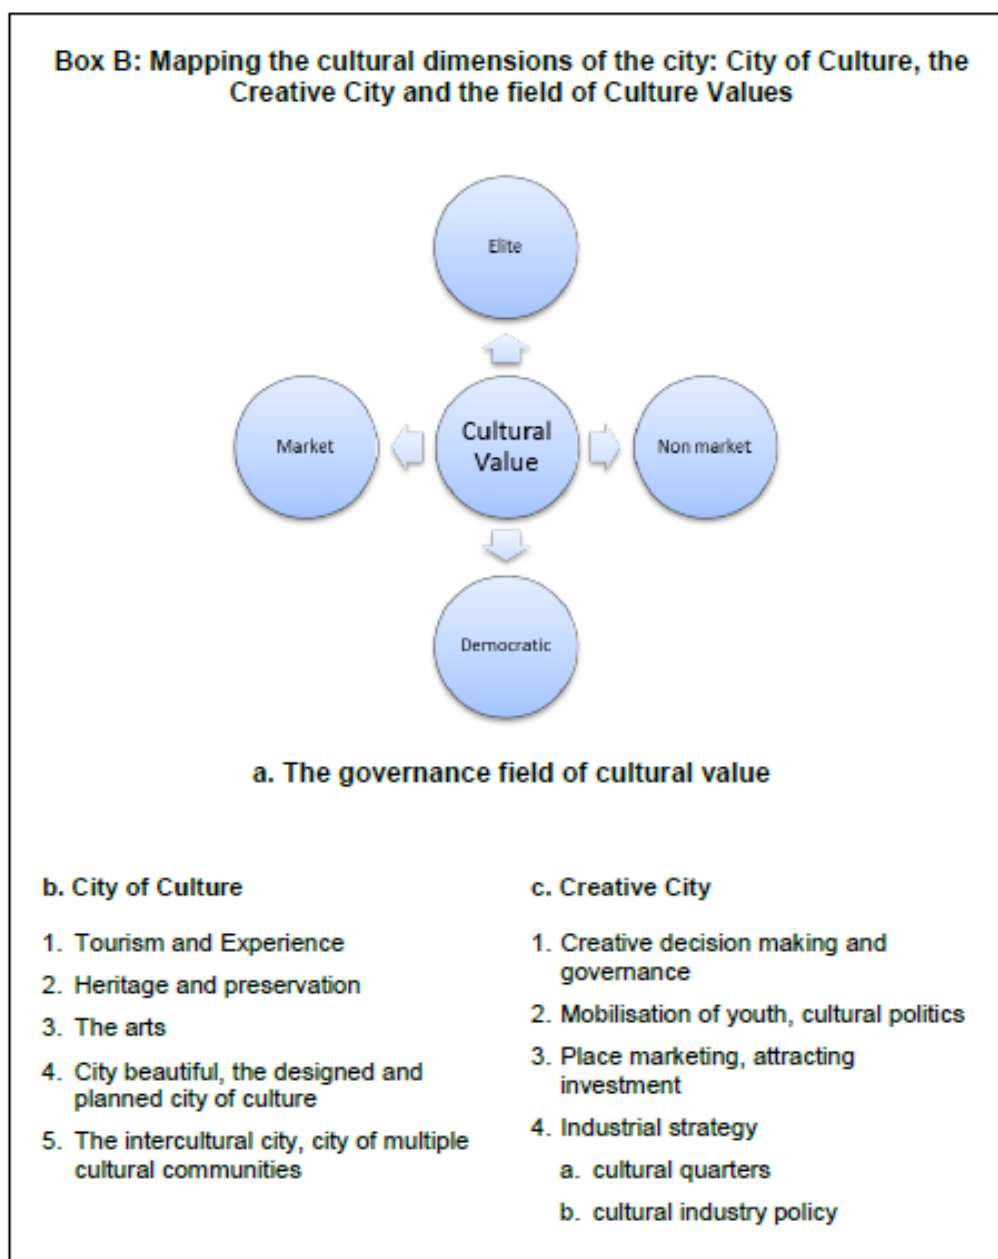 Box B: Mapping the cultural dimensions of the city: City of Culture, the
Creative City and the field of Culture Values
Elite
Market
Cultural
Value
Non market
Democratic
a. The governance field of cultural value
b. City of Culture
1. Tourism and Experience
2. Heritage and preservation
3. The arts
4. City beautiful, the designed and
planned city of culture
5. The intercultural city, city of multiple
cultural communities
c. Creative City
1. Creative decision making and
governance
2. Mobilisation of youth, cultural politics
3. Place marketing, attracting
investment
4. Industrial strategy
a. cultural quarters
b. cultural industry policy